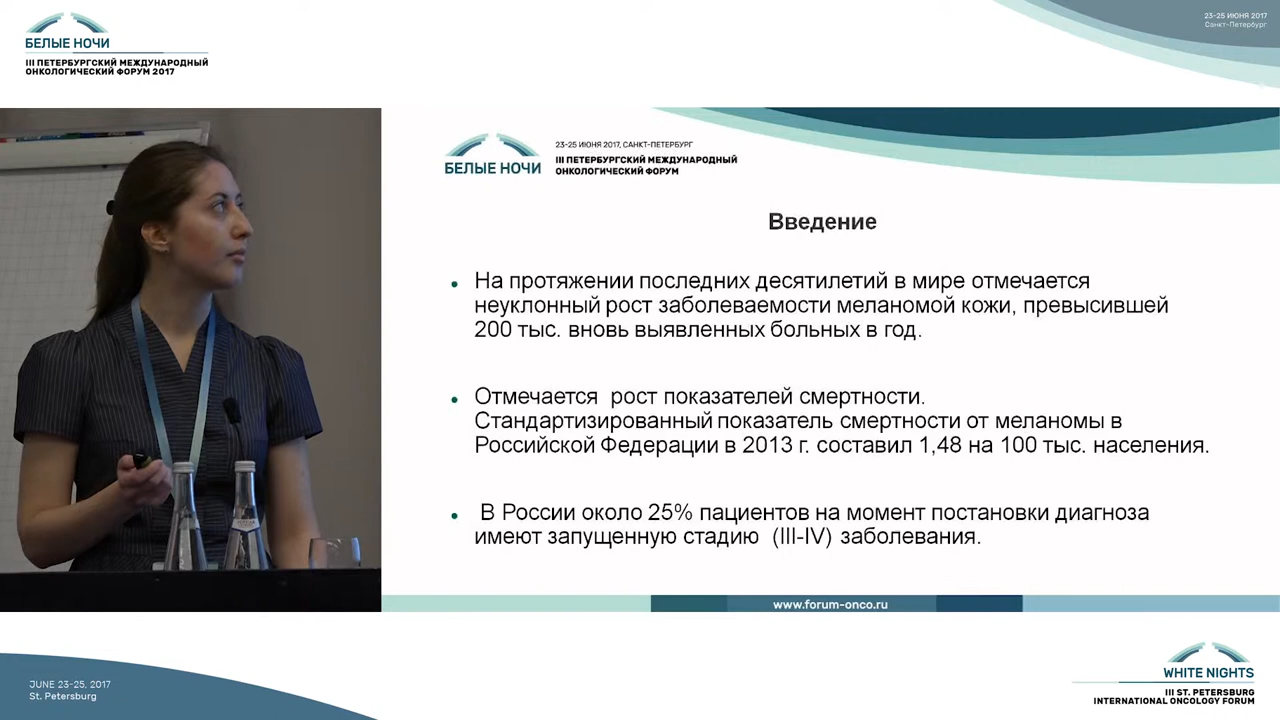 23-25 ИЮНЯ 2017
Санкт-Петербург
БЕЛЫЕ НОЧИ
III ПЕТЕРБУРГСКИЙ МЕЖДУНАРОДНЫЙ
ОНКОЛОГИЧЕСКИЙ ФОРУМ 2017
БЕЛЫЕ НОЧИ
23-25 ИЮНЯ 2017, САНКТ-ПЕТЕРБУРГ
III ПЕТЕРБУРГСКИЙ МЕЖДУНАРОДНЫЙ
ОНКОЛОГИЧЕСКИЙ ФОРУМ
Введение
• На протяжении последних десятилетий в мире отмечается
неуклонный рост заболеваемости меланомой кожи, превысившей
200 тыс. вновь выявленных больных в год.
• Отмечается рост показателей смертности.
Стандартизированный показатель смертности от меланомы в
Российской Федерации в 2013 г. составил 1,48 на 100 тыс. населения.
• В России около 25% пациентов на момент постановки диагноза
имеют запущенную стадию (III-IV) заболевания.
www.forum-onco.ru
JUNE 23-25, 2017
St. Petersburg
WHITE NIGHTS
III ST. PETERSBURG
INTERNATIONAL ONCOLOGY FORUM